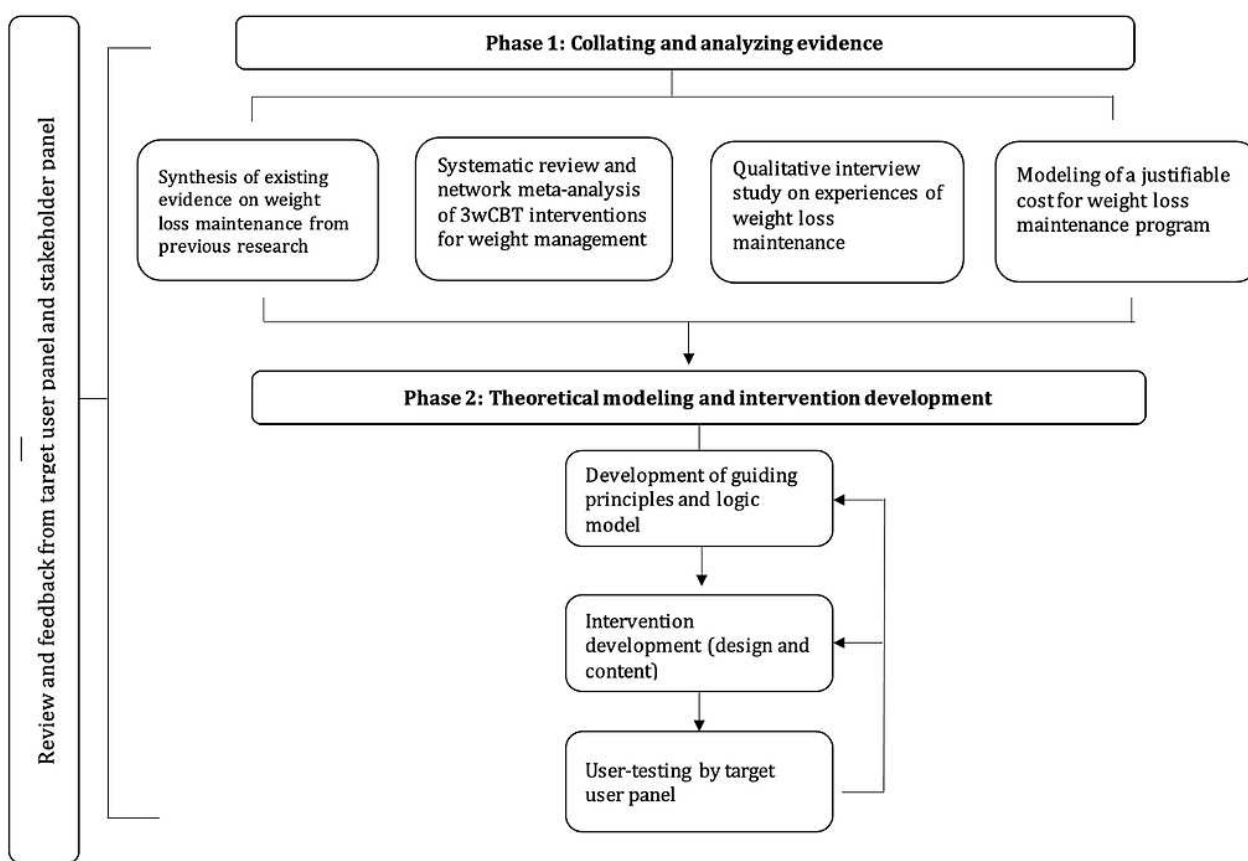 Review and feedback from target user panel and stakeholder panel
Phase 1: Collating and analyzing evidence
Synthesis of existing
evidence on weight
loss maintenance from
previous research
Systematic review and
network meta-analysis
of 3wCBT interventions
for weight management
Qualitative interview
study on experiences of
weight loss
maintenance
Modeling of a justifiable
cost for weight loss
maintenance program
Phase 2: Theoretical modeling and intervention development
Development of guiding
principles and logic
model
Intervention
development (design and
content)
User-testing by target
user panel